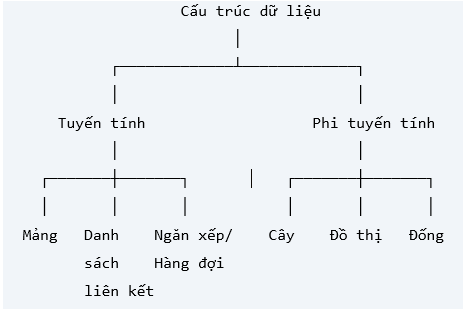 Cấu trúc dữ liệu
Tuyến tính Phi tuyến tính
Mảng Danh Ngăn xếp/ Cây Đồ thị Đống
sách Hàng đợi
liên kết